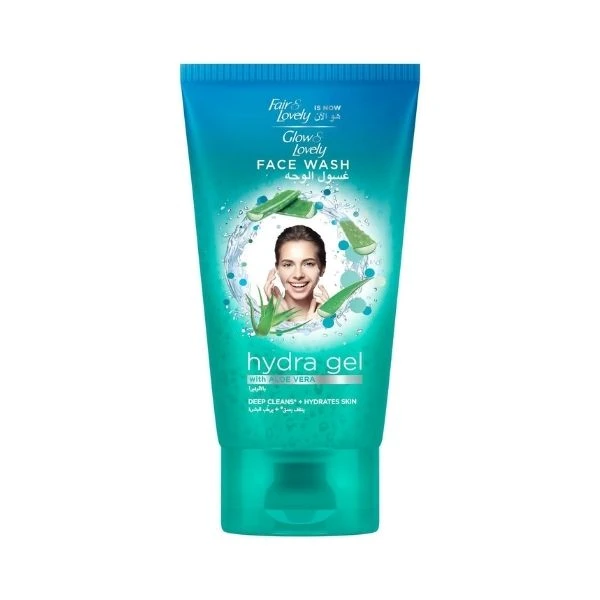 Fair & Lovely IS NOW هو الآن
Glow & Lovely
FACE WASH
غسول الوجه
hydra gel
with ALOE VERA
DEEP CLEANS* + HYDRATES SKIN